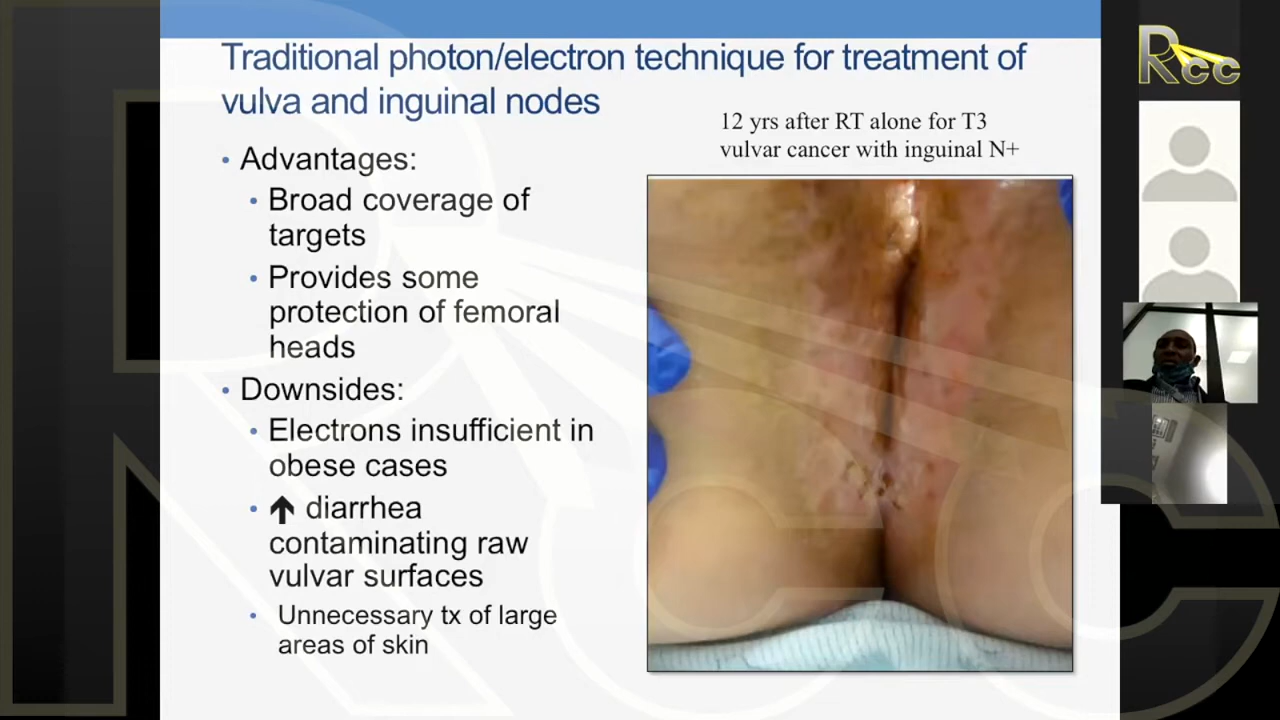 Traditional photon/electron technique for treatment of
vulva and inguinal nodes
12 yrs after RT alone for T3
vulvar cancer with inguinal N+
• Advantages:
• Broad coverage of
targets
• Provides some
protection of femoral
heads
• Downsides:
• Electrons insufficient in
obese cases
• ↑ diarrhea
contaminating raw
vulvar surfaces
• Unnecessary tx of large
areas of skin
Rcc